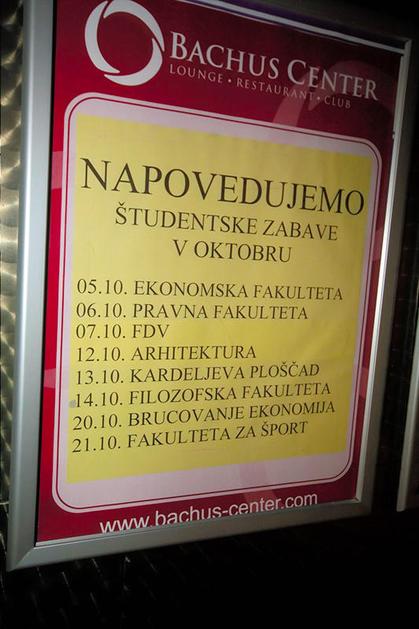 BACHUS CENTER
LOUNGE • RESTAURANT • CLUB
NAPOVEDUJEMO
ŠTUDENTSKE ZABAVE
V OKTOBRU
05.10. EKONOMSKA FAKULTETA
06.10. PRAVNA FAKULTETA
07.10. FDV
12.10. ARHITEKTURA
13.10. KARDELJEVA PLOŠČAD
14.10. FILOZOFSKA FAKULTETA
20.10. BRUCOVANJE EKONOMIJA
21.10. FAKULTETA ZA ŠPORT
www.bachus-center.com